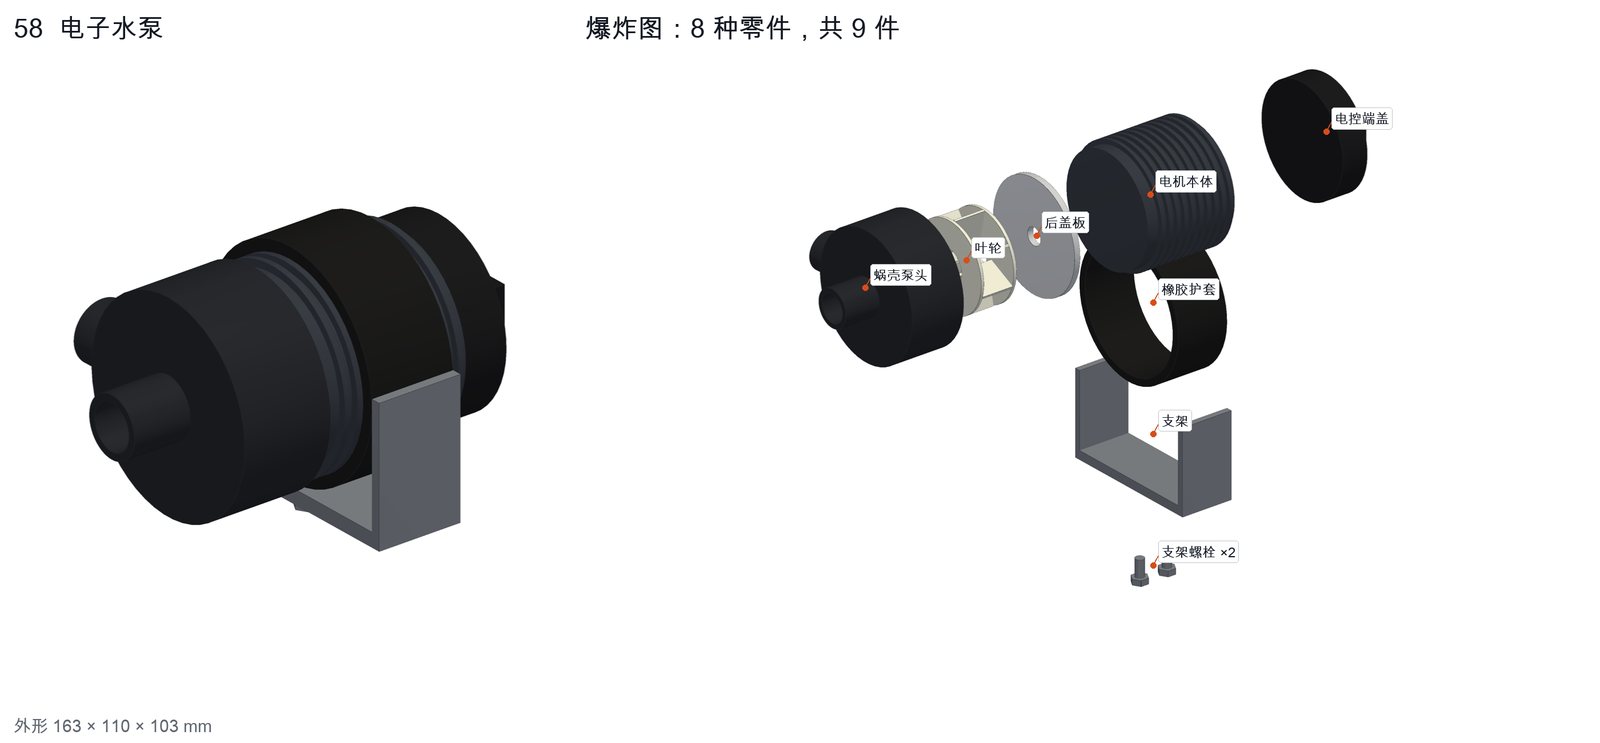 58 电子水泵
爆炸图：8 种零件，共 9 件
电控端盖
电机本体
后盖板
叶轮
蜗壳泵头
橡胶护套
支架
支架螺栓 ×2
外形 163 × 110 × 103 mm